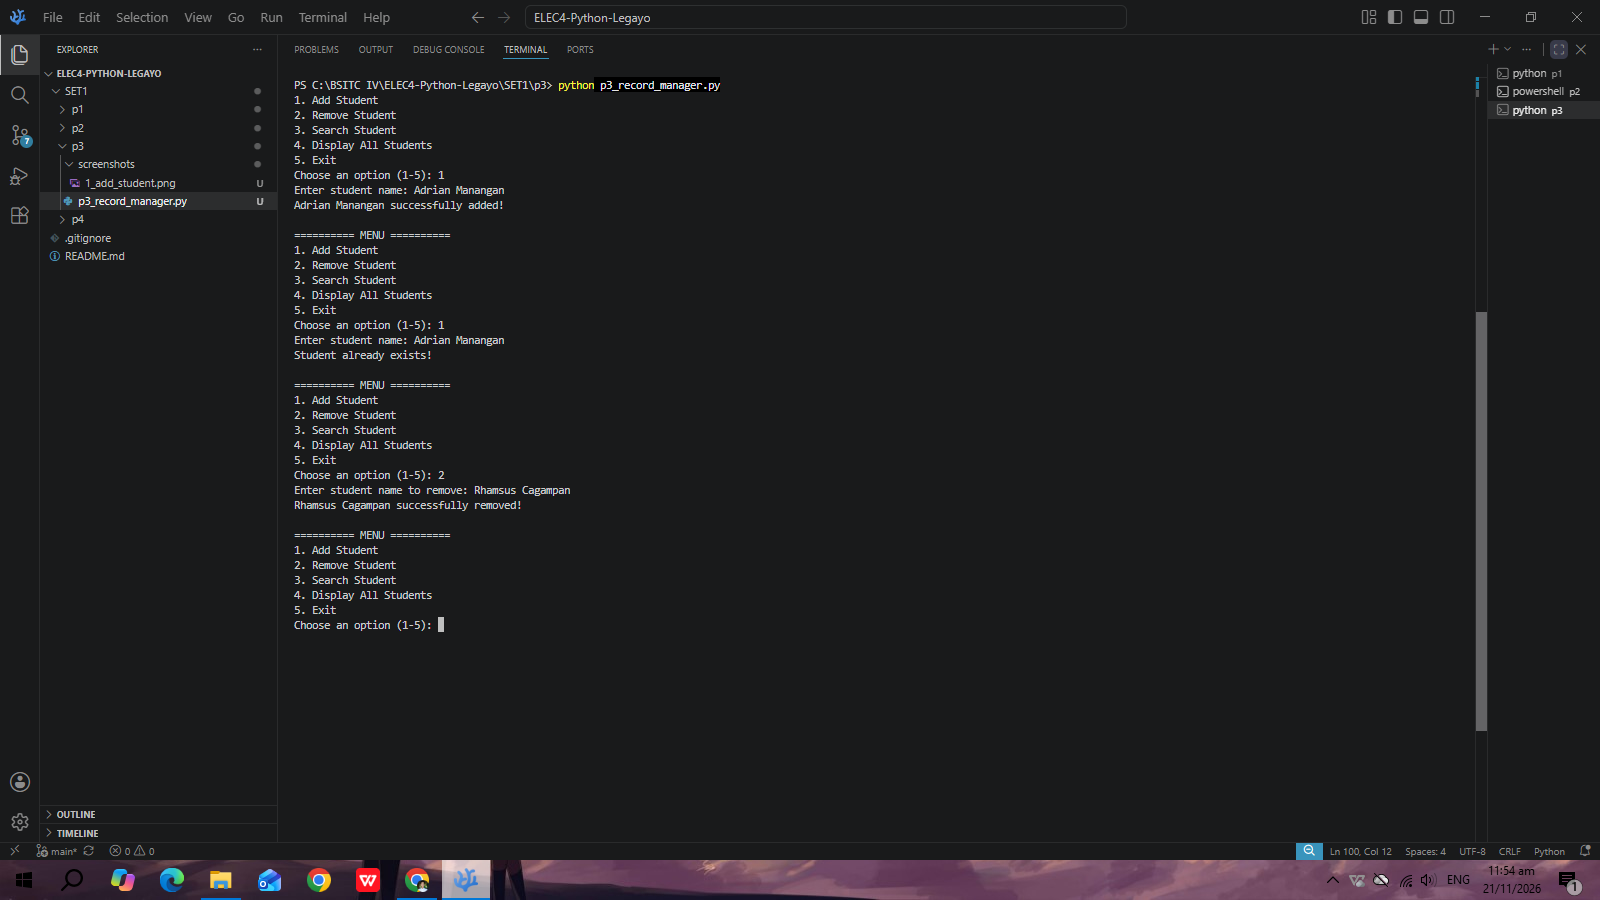 File Edit Selection View Go Run Terminal Help
ELEC4-Python-Legayo
EXPLORER
ELEC4-PYTHON-LEGAYO
SET1
p1
p2
p3
screenshots
1_add_student.png U
p3_record_manager.py U
p4
.gitignore
README.md
OUTLINE
TIMELINE
7
PROBLEMS OUTPUT DEBUG CONSOLE TERMINAL PORTS
PS C:\BSITC IV\ELEC4-Python-Legayo\SET1\p3> python p3_record_manager.py
1. Add Student
2. Remove Student
3. Search Student
4. Display All Students
5. Exit
Choose an option (1-5): 1
Enter student name: Adrian Manangan
Adrian Manangan successfully added!
========== MENU ==========
1. Add Student
2. Remove Student
3. Search Student
4. Display All Students
5. Exit
Choose an option (1-5): 1
Enter student name: Adrian Manangan
Student already exists!
========== MENU ==========
1. Add Student
2. Remove Student
3. Search Student
4. Display All Students
5. Exit
Choose an option (1-5): 2
Enter student name to remove: Rhamsus Cagampan
Rhamsus Cagampan successfully removed!
========== MENU ==========
1. Add Student
2. Remove Student
3. Search Student
4. Display All Students
5. Exit
Choose an option (1-5):
python p1
powershell p2
python p3
main* 0 0
Ln 100, Col 12 Spaces: 4 UTF-8 CRLF Python
ENG
11:54 am
21/11/2026
1